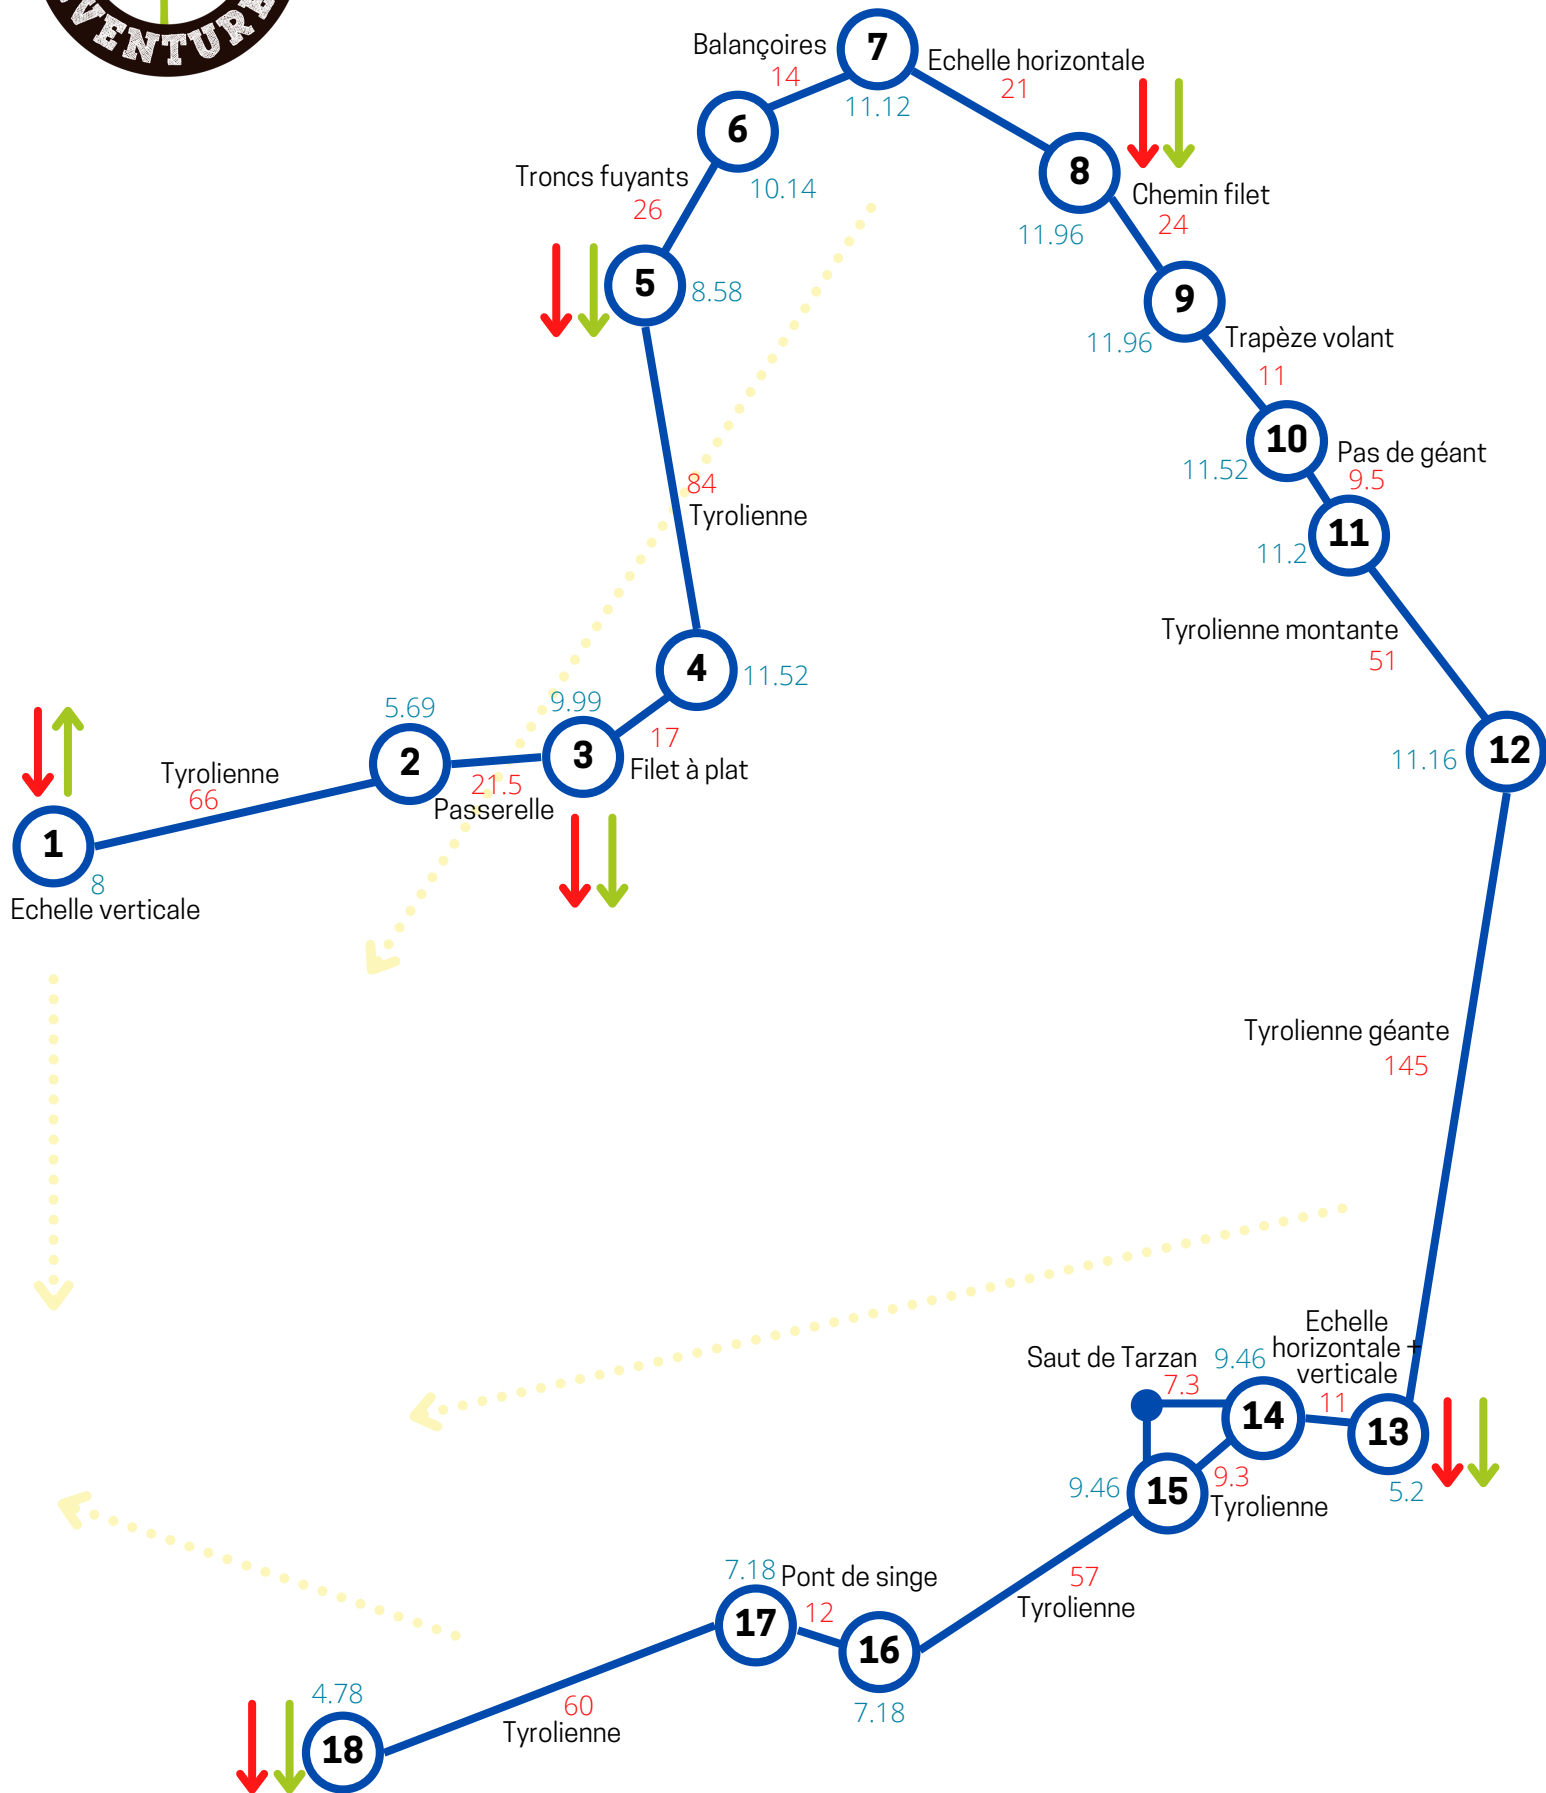 VENTURE
7
Balançoires
14
Echelle horizontale
21
11.12
6
10.14
8
Chemin filet
24
11.96
Troncs fuyants
26
5
8.58
9
Trapèze volant
11
11.96
10
Pas de géant
9.5
11.52
11
11.2
84
Tyrolienne
Tyrolienne montante
51
4
11.52
12
11.16
5.69
9.99
2
3
17
Filet à plat
21.5
Passerelle
Tyrolienne
66
1
8
Echelle verticale
Tyrolienne géante
145
Echelle
horizontale +
verticale
11
Saut de Tarzan
7.3
9.46
14
13
5.2
9.46
15
9.3
Tyrolienne
57
Tyrolienne
7.18
Pont de singe
12
17
16
7.18
60
Tyrolienne
4.78
18